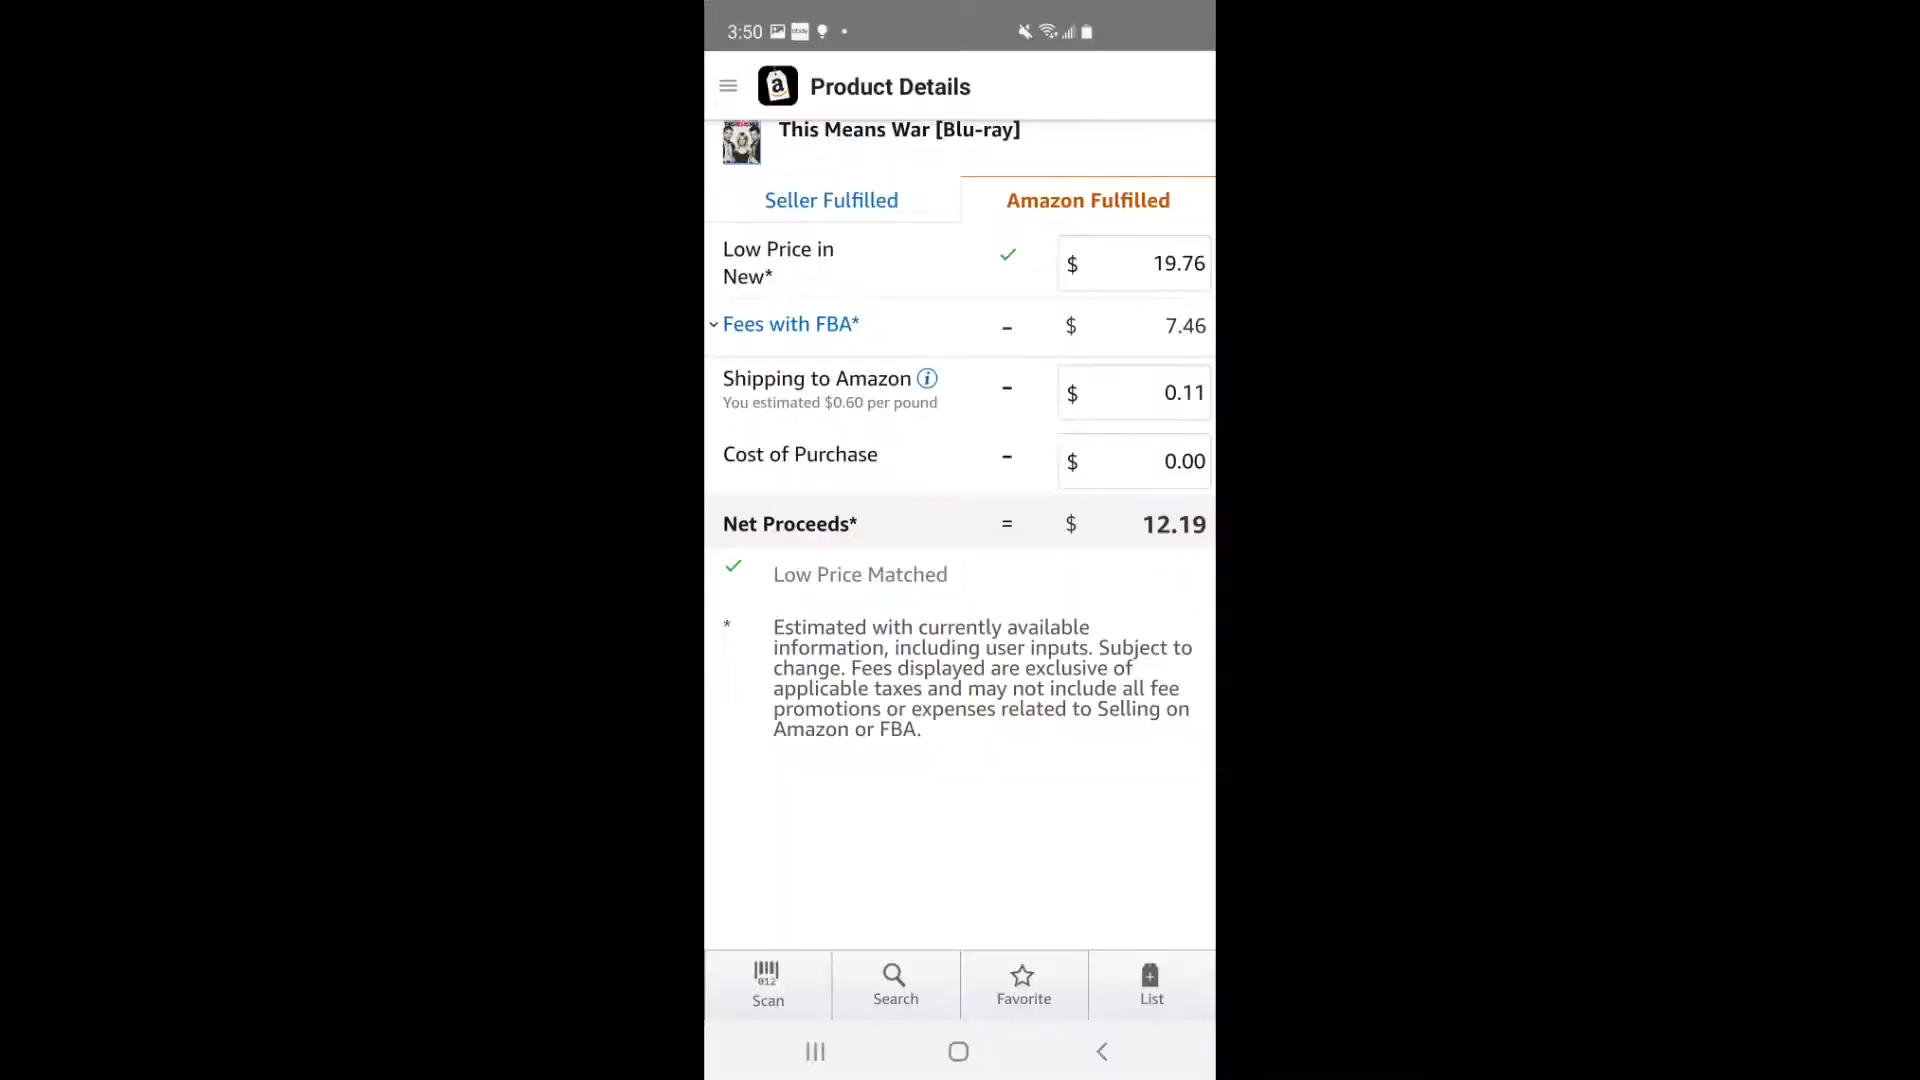 3:50
Product Details
This Means War [Blu-ray]
Seller Fulfilled
Amazon Fulfilled
Low Price in
New*
$ 19.76
Fees with FBA* - $ 7.46
Shipping to Amazon
You estimated $0.60 per pound
- $ 0.11
Cost of Purchase - $ 0.00
Net Proceeds* = $ 12.19
Low Price Matched
* Estimated with currently available
information, including user inputs. Subject to
change. Fees displayed are exclusive of
applicable taxes and may not include all fee
promotions or expenses related to Selling on
Amazon or FBA.
Scan
Search
Favorite
List